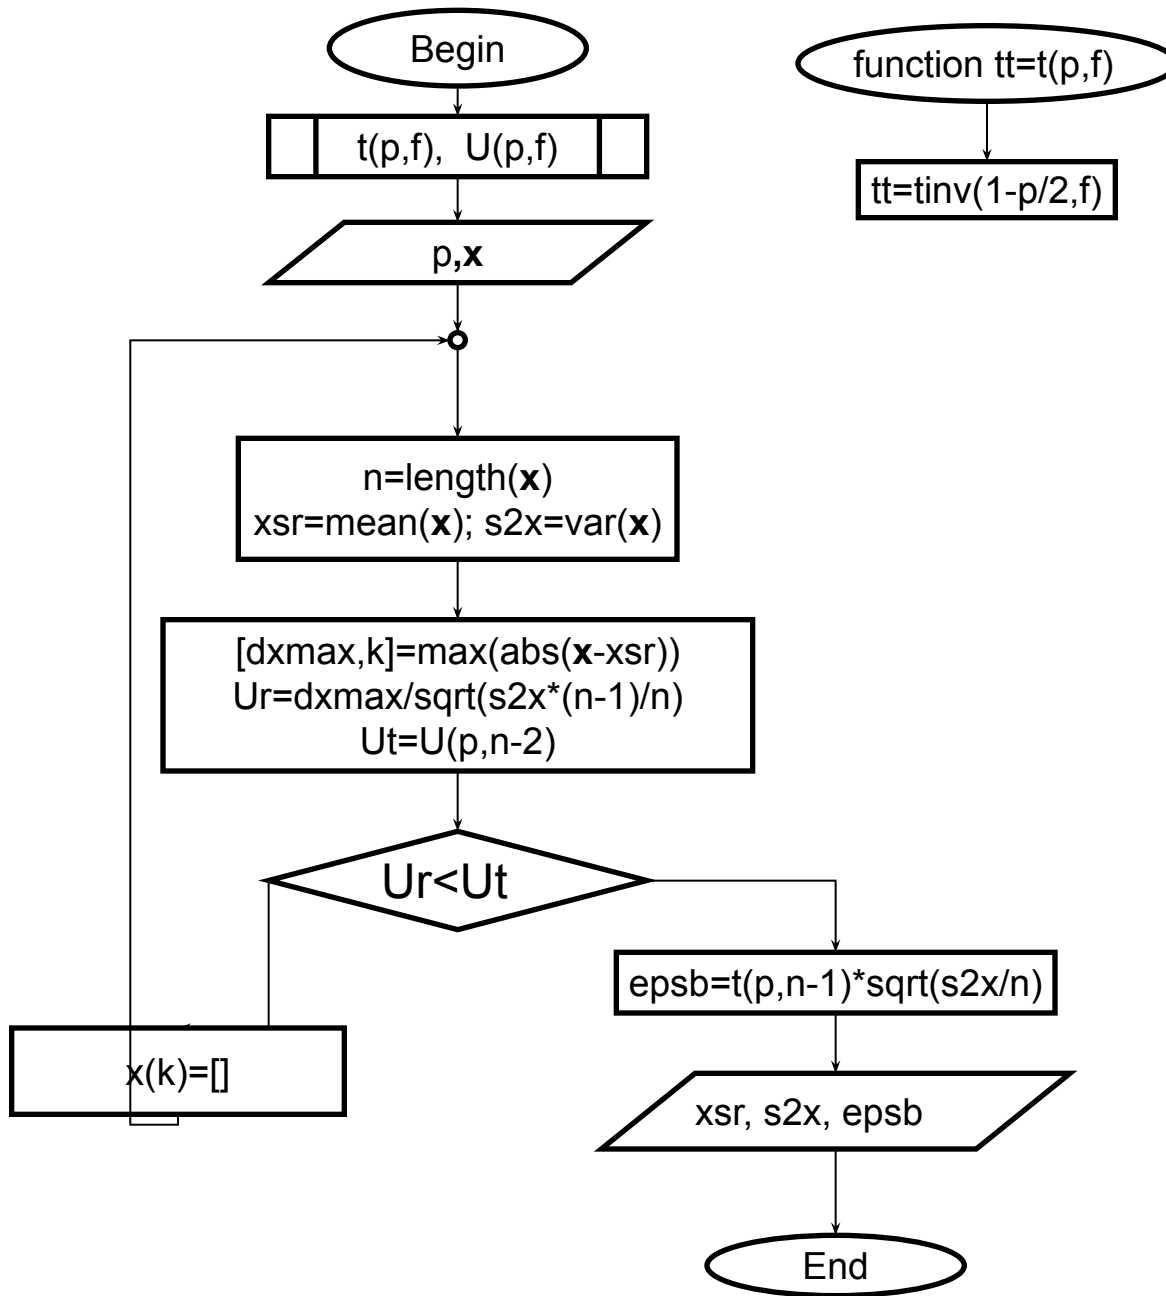 Begin
t(p,f), U(p,f)
p,x
n=length(x)
xsr=mean(x); s2x=var(x)
[dxmax,k]=max(abs(x-xsr))
Ur=dxmax/sqrt(s2x*(n-1)/n)
Ut=U(p,n-2)
Ur<Ut
x(k)=[]
epsb=t(p,n-1)*sqrt(s2x/n)
xsr, s2x, epsb
End
function tt=t(p,f)
tt=tinv(1-p/2,f)